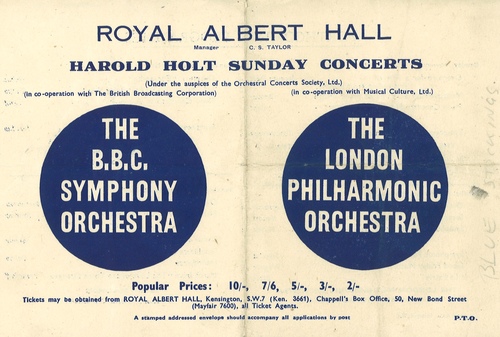 ROYAL ALBERT HALL
Manager C. S. TAYLOR
HAROLD HOLT SUNDAY CONCERTS
(Under the auspices of the Orchestral Concerts Society, Ltd.)
(in co-operation with The British Broadcasting Corporation) (in co-operation with Musical Culture, Ltd.)
THE
B.B.C.
SYMPHONY
ORCHESTRA
THE
LONDON
PHILHARMONIC
ORCHESTRA
Popular Prices: 10/-, 7/6, 5/-, 3/-, 2/-
Tickets may be obtained from ROYAL ALBERT HALL, Kensington, S.W.7 (Ken. 3661), Chappell's Box Office, 50, New Bond Street
(Mayfair 7600), all Ticket Agents.
A stamped addressed envelope should accompany all applications by post P.T.O.
BLUE